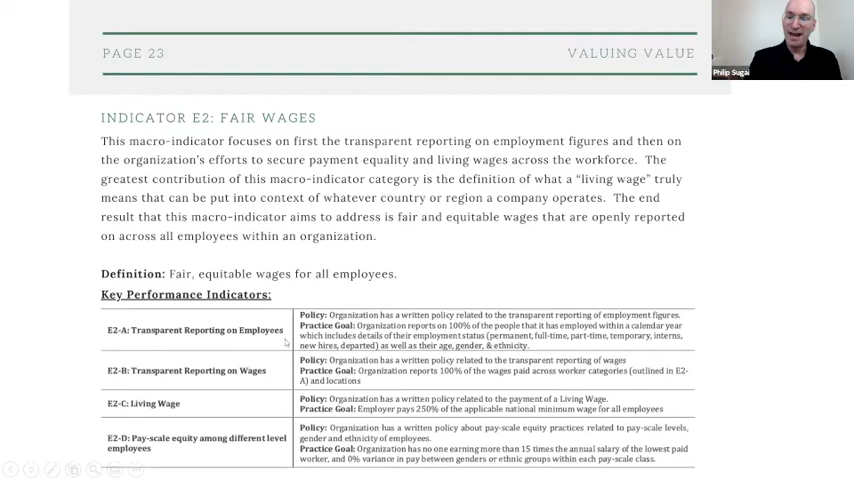 PAGE 23
VALUING VALUE
Philip Sugai
INDICATOR E2: FAIR WAGES
This macro-indicator focuses on first the transparent reporting on employment figures and then on
the organization's efforts to secure payment equality and living wages across the workforce. The
greatest contribution of this macro-indicator category is the definition of what a "living wage" truly
means that can be put into context of whatever country or region a company operates. The end
result that this macro-indicator aims to address is fair and equitable wages that are openly reported
on across all employees within an organization.
Definition: Fair, equitable wages for all employees.
Key Performance Indicators:
E2-A: Transparent Reporting on Employees
Policy: Organization has a written policy related to the transparent reporting of employment figures.
Practice Goal: Organization reports on 100% of the people that it has employed within a calendar year
which includes details of their employment status (permanent, full-time, part-time, temporary, interns,
new hires, departed) as well as their age, gender, & ethnicity.
E2-B: Transparent Reporting on Wages
Policy: Organization has a written policy related to the transparent reporting of wages
Practice Goal: Organization reports 100% of the wages paid across worker categories (outlined in E2-
A) and locations
E2-C: Living Wage
Policy: Organization has a written policy related to the payment of a Living Wage.
Practice Goal: Employer pays 250% of the applicable national minimum wage for all employees
E2-D: Pay-scale equity among different level
employees
Policy: Organization has a written policy about pay-scale equity practices related to pay-scale levels,
gender and ethnicity of employees.
Practice Goal: Organization has no one earning more than 15 times the annual salary of the lowest paid
worker, and 0% variance in pay between genders or ethnic groups within each pay-scale class.